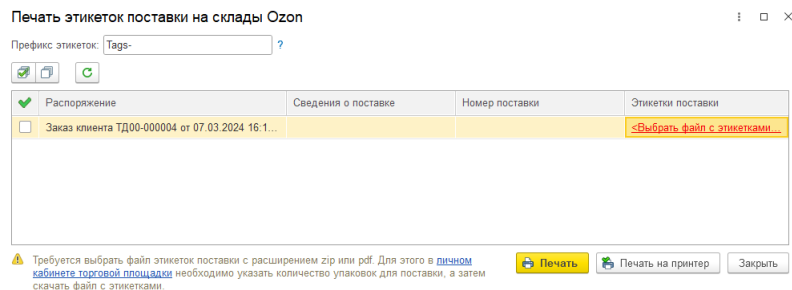 Печать этикеток поставки на склады Ozon
Префикс этикеток: Tags- ?
Распоряжение Сведения о поставке Номер поставки Этикетки поставки
Заказ клиента ТД00-000004 от 07.03.2024 16:1... <Выбрать файл с этикетками...
Требуется выбрать файл этикеток поставки с расширением zip или pdf. Для этого в личном
кабинете торговой площадки необходимо указать количество упаковок для поставки, а затем
скачать файл с этикетками.
Печать Печать на принтер Закрыть